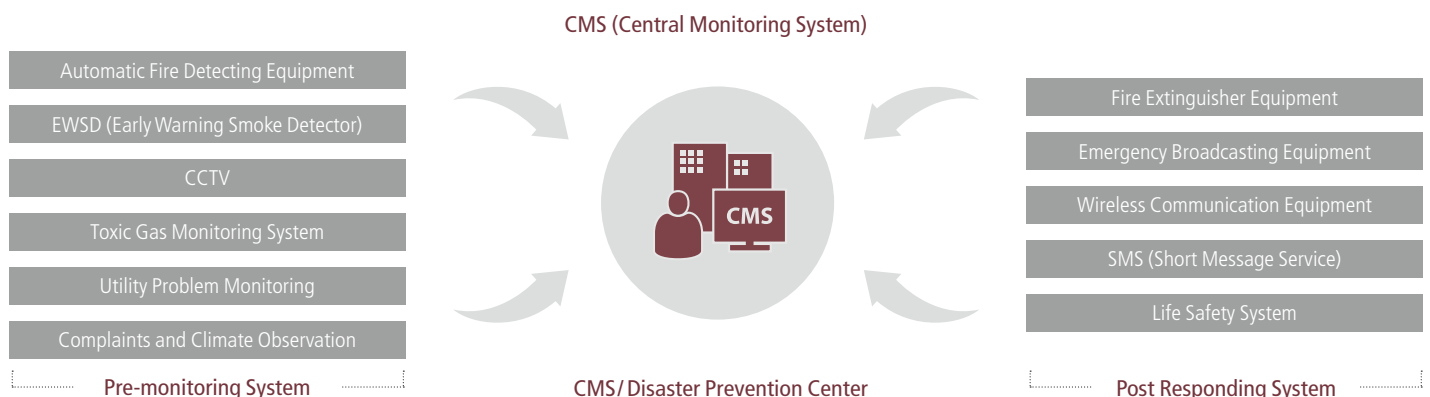 CMS (Central Monitoring System)
Automatic Fire Detecting Equipment
EWSD (Early Warning Smoke Detector)
CCTV
Toxic Gas Monitoring System
Utility Problem Monitoring
Complaints and Climate Observation
Pre-monitoring System
CMS
CMS/Disaster Prevention Center
Fire Extinguisher Equipment
Emergency Broadcasting Equipment
Wireless Communication Equipment
SMS (Short Message Service)
Life Safety System
Post Responding System